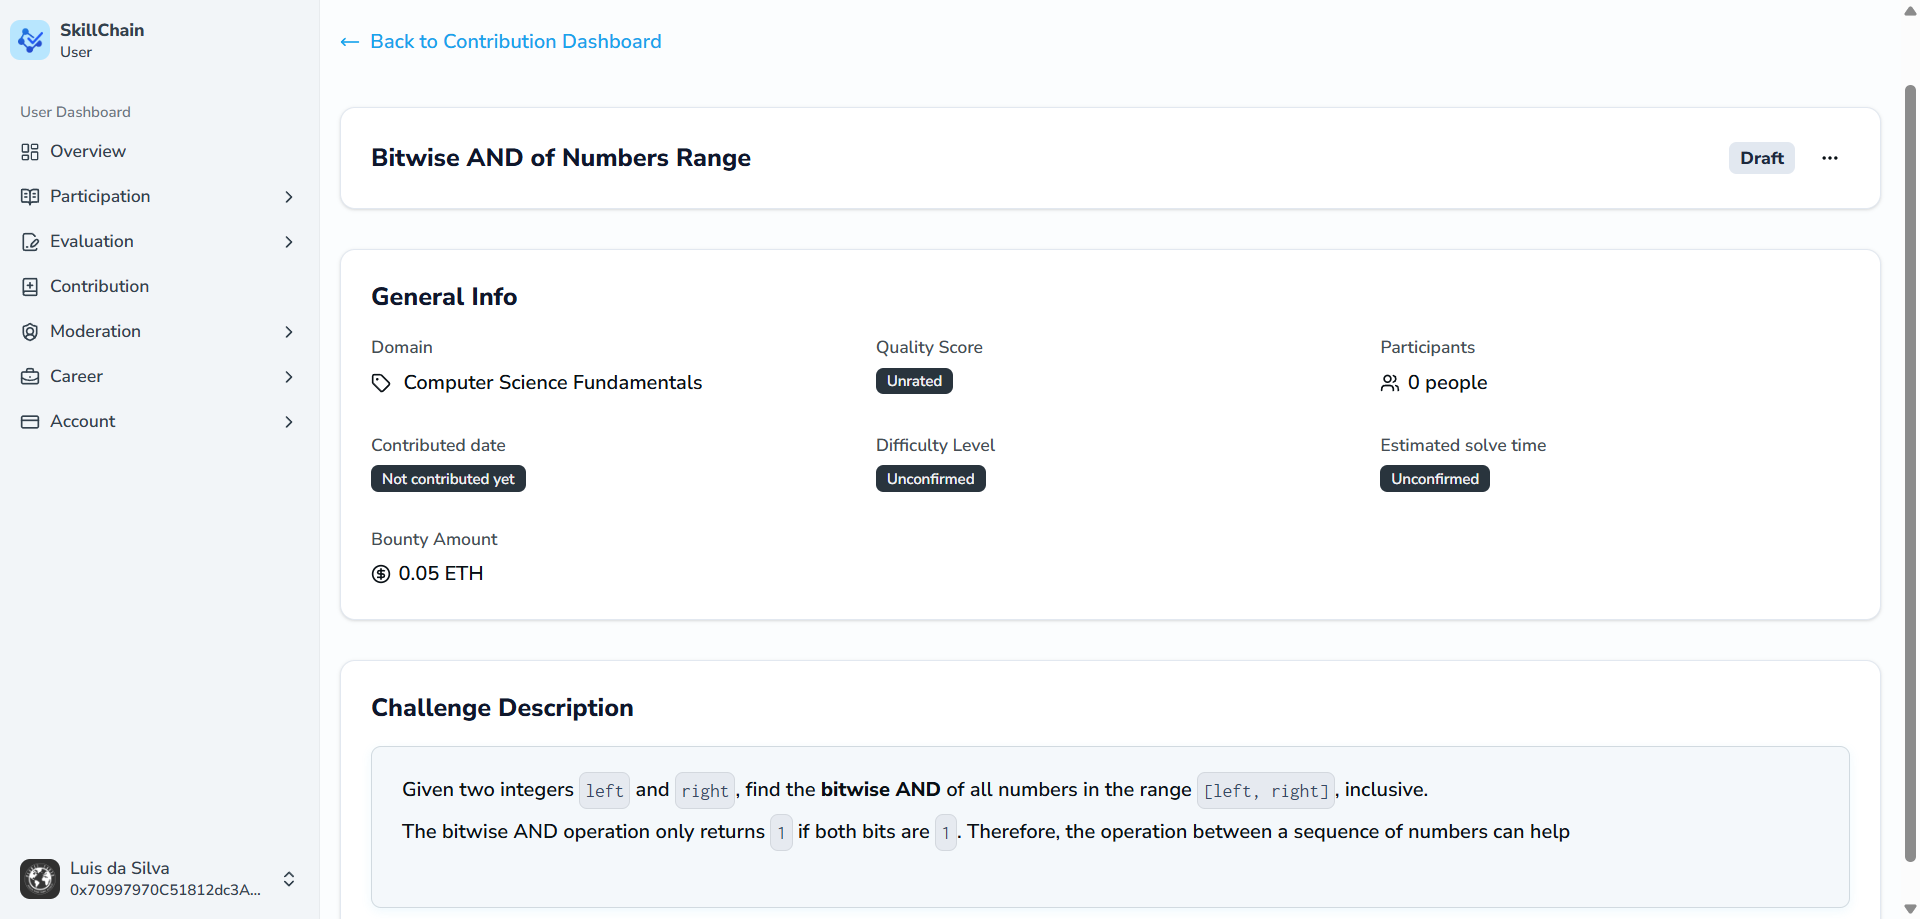 SkillChain
User
User Dashboard
Overview
Participation
Evaluation
Contribution
Moderation
Career
Account
Luis da Silva
0x70997970C51812dc3A...
Back to Contribution Dashboard
Bitwise AND of Numbers Range
Draft
General Info
Domain
Computer Science Fundamentals
Quality Score
Unrated
Participants
0 people
Contributed date
Not contributed yet
Difficulty Level
Unconfirmed
Estimated solve time
Unconfirmed
Bounty Amount
0.05 ETH
Challenge Description
Given two integers left and right, find the bitwise AND of all numbers in the range [left, right], inclusive.
The bitwise AND operation only returns 1 if both bits are 1. Therefore, the operation between a sequence of numbers can help